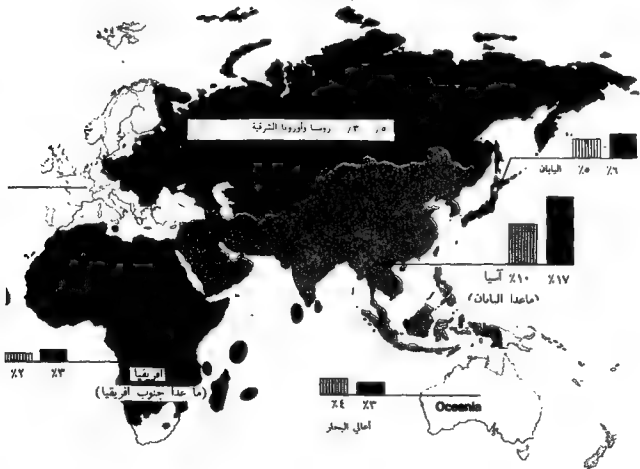 ٥, ٣/ روسيا وأوروبا الشرقية
٪٥ ٪٦
اليابان
٪١٠ ٪١٧
آسيا
(ماعدا اليابان)
٪٢ ٪٣
أفريقيا
(ما عدا جنوب أفريقيا)
٪٤ ٪٣
أعالي البحار
Oceania